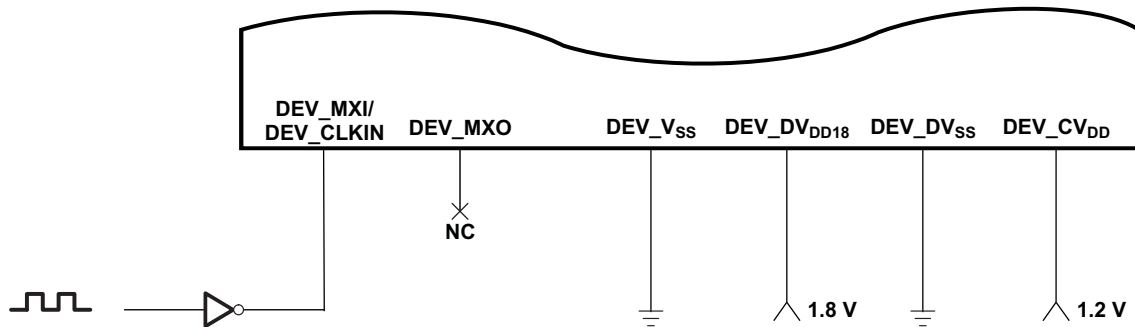 DEV_MXI/
DEV_CLKIN
DEV_MXO
DEV_VSS
DEV_DVDD18
DEV_DVSS
DEV_CVDD
NC
1.8 V
1.2 V